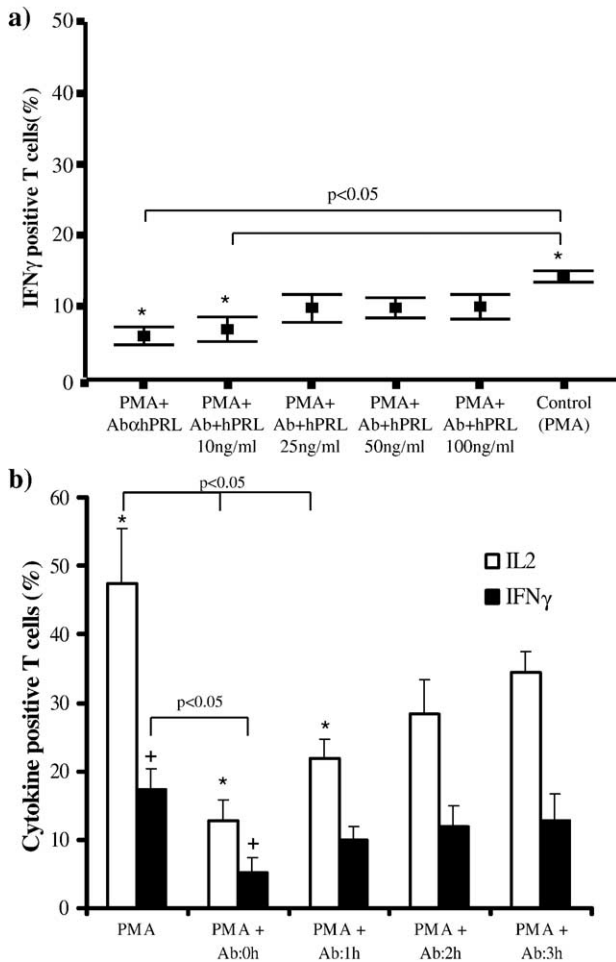 a)
50
40
30
20
10
0
IFNγ positive T cells(%)
p<0.05
*
*
*
PMA+ PMA+ PMA+ PMA+ PMA+ Control
AbαhPRL Ab+hPRL Ab+hPRL Ab+hPRL Ab+hPRL (PMA)
10ng/ml 25ng/ml 50ng/ml 100ng/ml
b)
60
50
40
30
20
10
0
Cytokine positive T cells (%)
p<0.05
*
IL2
IFNγ
p<0.05
+
*
*
+
PMA PMA + PMA + PMA + PMA +
Ab:0h Ab:1h Ab:2h Ab:3h